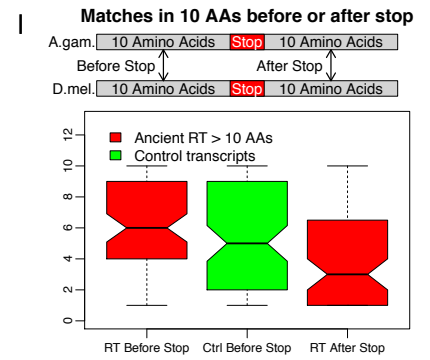 I
Matches in 10 AAs before or after stop
A.gam. 10 Amino Acids Stop 10 Amino Acids
Before Stop After Stop
D.mel. 10 Amino Acids Stop 10 Amino Acids
Ancient RT > 10 AAs
Control transcripts
12
10
8
6
4
2
0
RT Before Stop Ctrl Before Stop RT After Stop